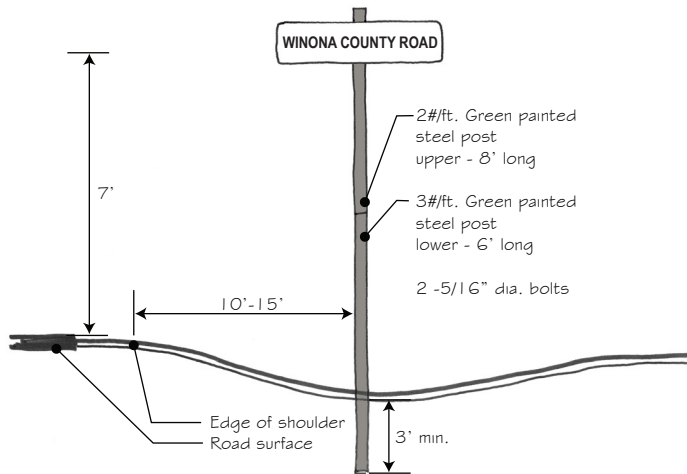 WINONA COUNTY ROAD
2#/ft. Green painted
steel post
upper - 8' long
7'
3#/ft. Green painted
steel post
lower - 6' long
2 -5/16" dia. bolts
10'-15'
Edge of shoulder
Road surface
3' min.